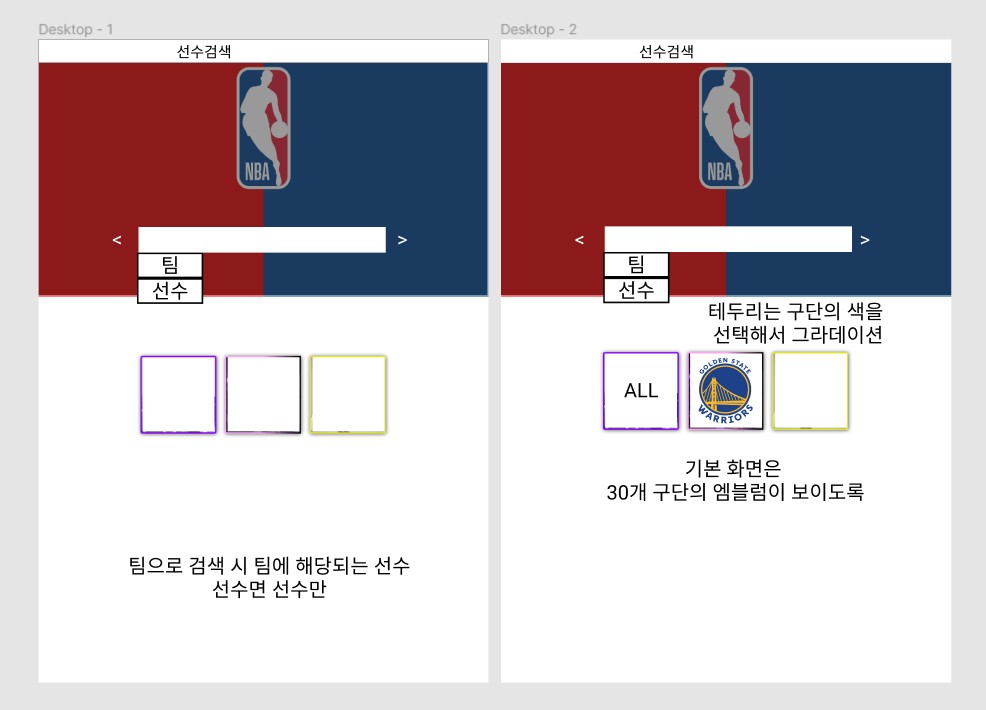 Desktop - 1
선수검색
NBA
<
>
팀
선수
팀으로 검색 시 팀에 해당되는 선수
선수면 선수만
Desktop - 2
선수검색
NBA
<
>
팀
선수
테두리는 구단의 색을
선택해서 그라데이션
ALL
GOLDEN STATE
WARRIORS
기본 화면은
30개 구단의 엠블럼이 보이도록